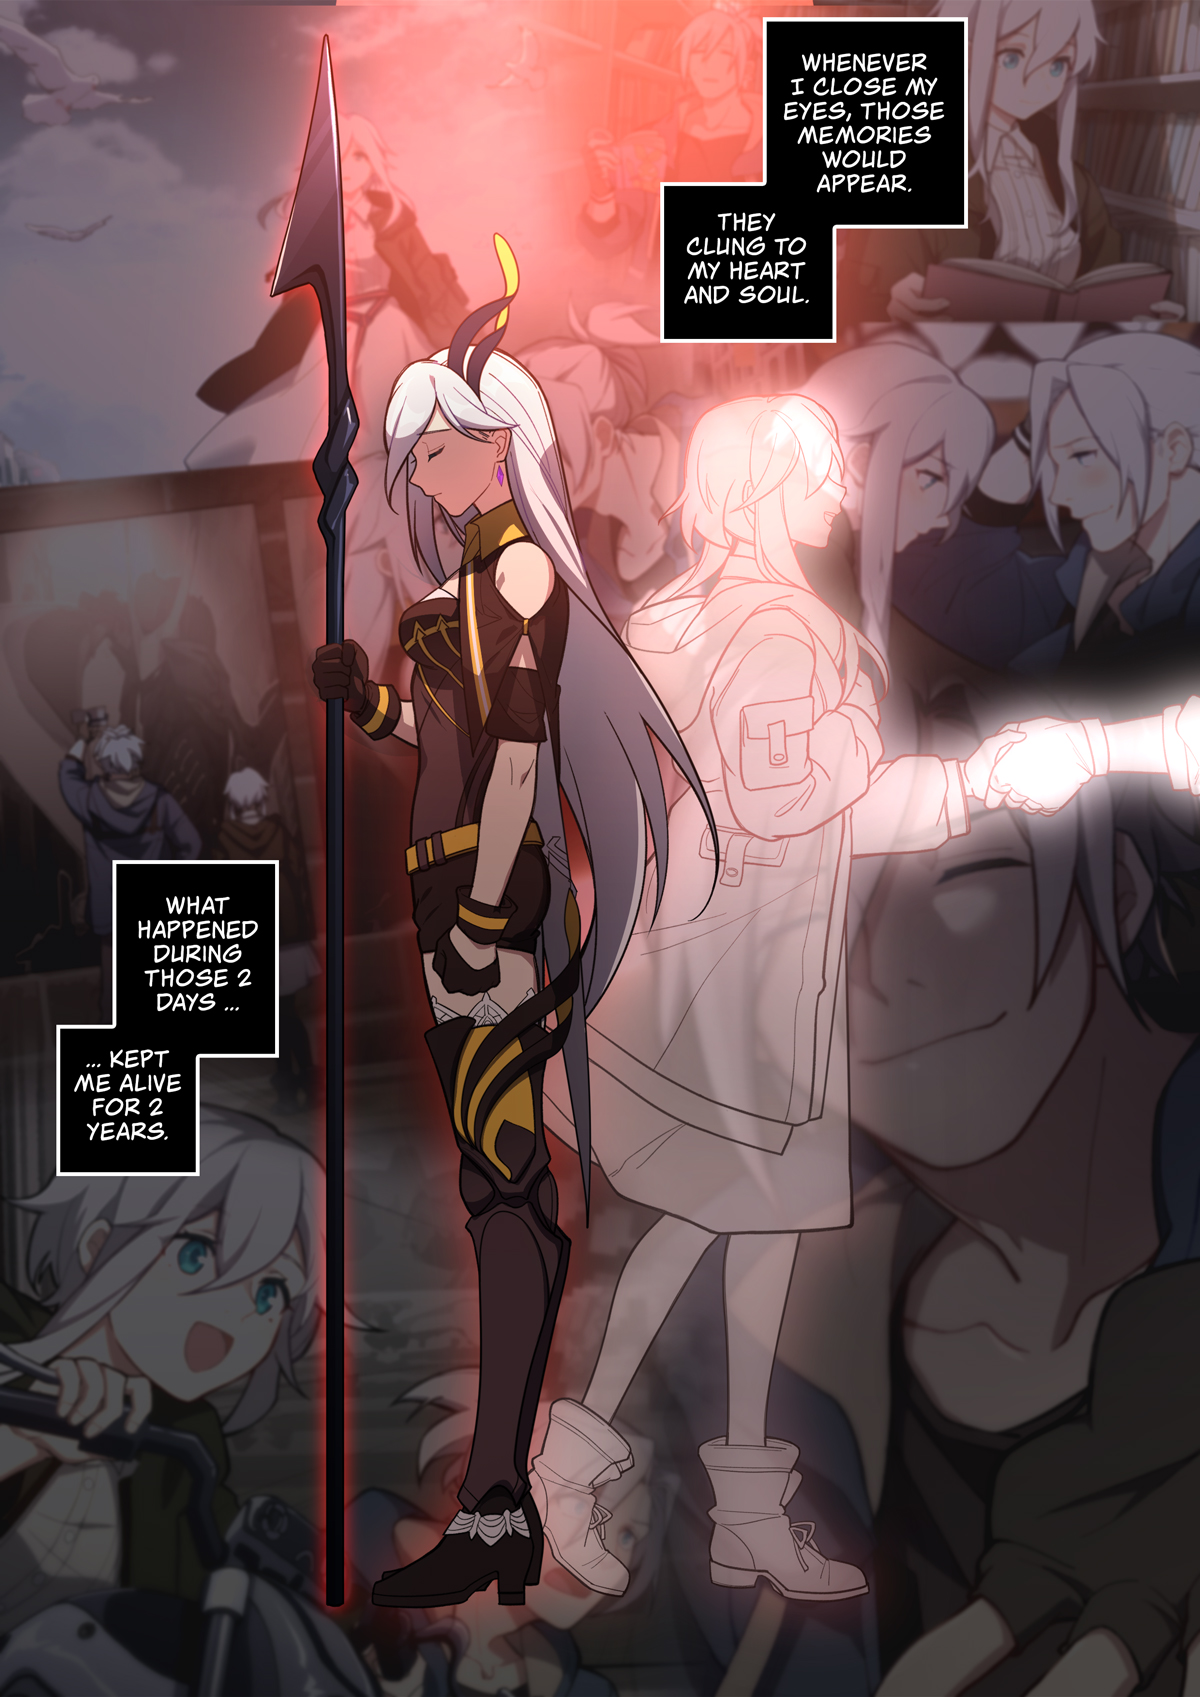 WHENEVER
I CLOSE MY
EYES, THOSE
MEMORIES
WOULD
APPEAR.
THEY
CLUNG TO
MY HEART
AND SOUL.
WHAT
HAPPENED
DURING
THOSE 2
DAYS ...
... KEPT
ME ALIVE
FOR 2
YEARS.